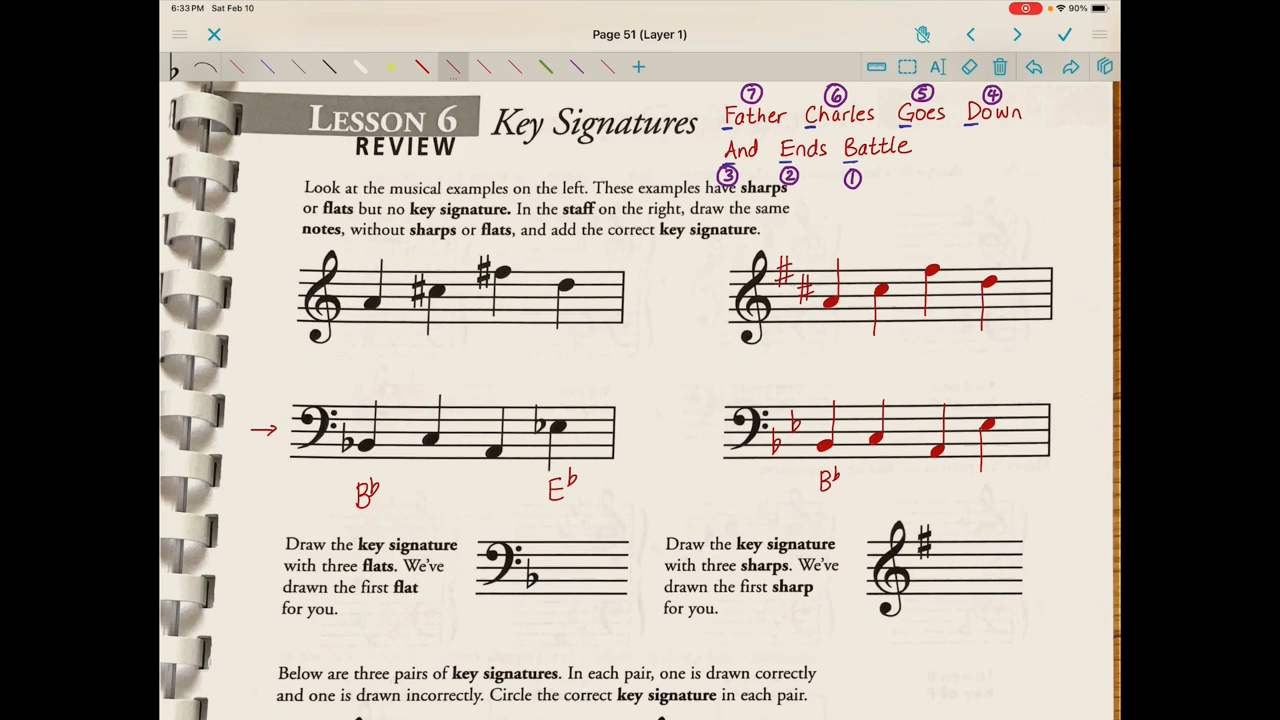 6:33 PM Sat Feb 10
90%
Page 51 (Layer 1)
LESSON 6 Key Signatures
REVIEW
⑦ ⑥ ⑤ ④
Father Charles Goes Down
And Ends Battle
③ ② ①
Look at the musical examples on the left. These examples have sharps
or flats but no key signature. In the staff on the right, draw the same
notes, without sharps or flats, and add the correct key signature.
B♭ E♭ B♭
Draw the key signature
with three flats. We've
drawn the first flat
for you.
Draw the key signature
with three sharps. We've
drawn the first sharp
for you.
Below are three pairs of key signatures. In each pair, one is drawn correctly
and one is drawn incorrectly. Circle the correct key signature in each pair.